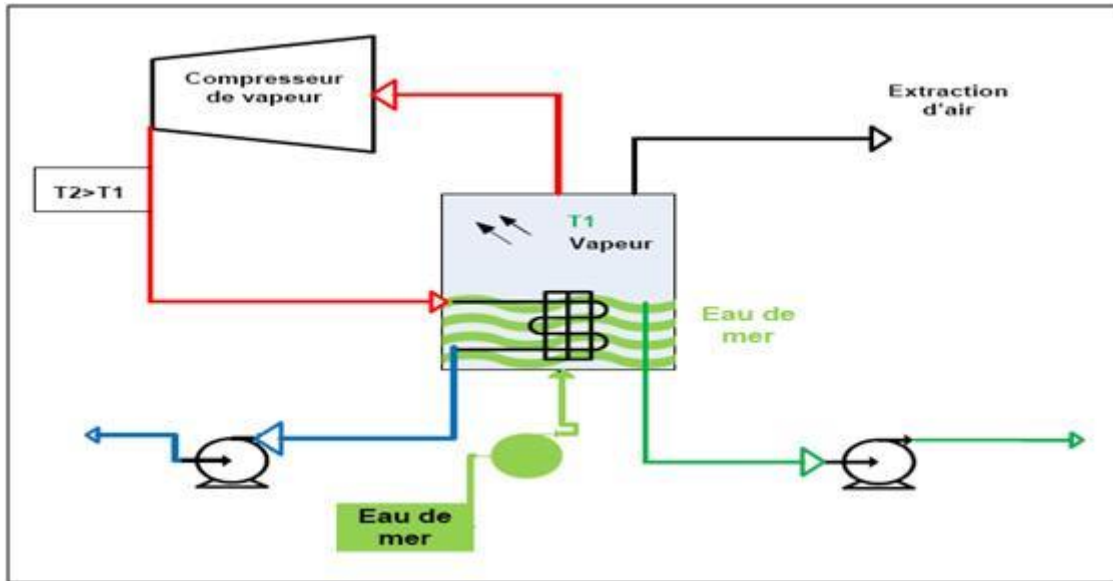 Compresseur
de vapeur
Extraction
d'air
T2>T1
T1
Vapeur
Eau de
mer
Eau de
mer